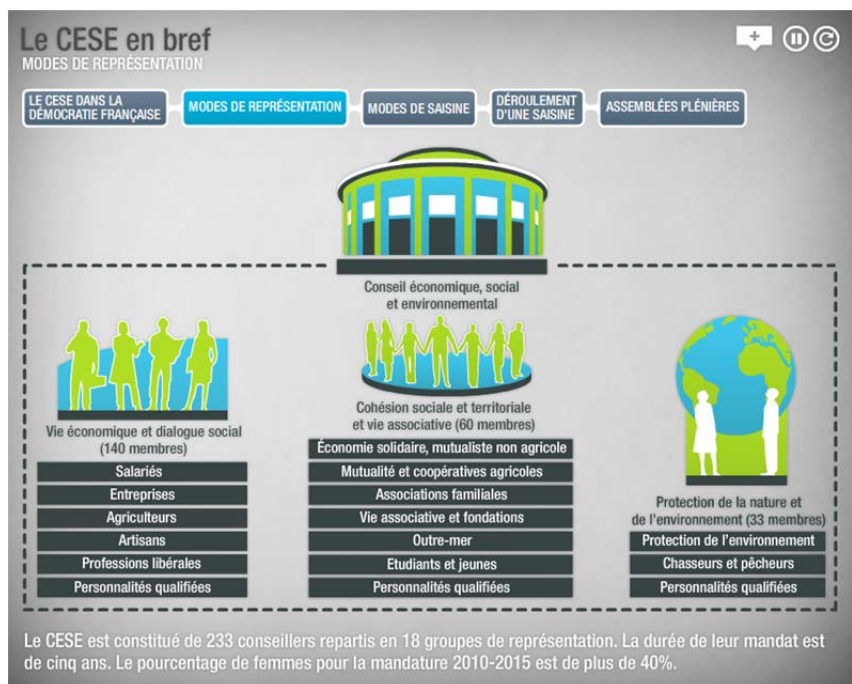 Le CESE en bref
MODES DE REPRÉSENTATION
LE CESE DANS LA
DÉMOCRATIE FRANÇAISE
MODES DE REPRÉSENTATION
MODES DE SAISINE
DÉROULEMENT
D'UNE SAISINE
ASSEMBLÉES PLÉNIÈRES
Conseil économique, social
et environnemental
Vie économique et dialogue social
(140 membres)
Salariés
Entreprises
Agriculteurs
Artisans
Professions libérales
Personnalités qualifiées
Cohésion sociale et territoriale
et vie associative (60 membres)
Économie solidaire, mutualiste non agricole
Mutualité et coopératives agricoles
Associations familiales
Vie associative et fondations
Outre-mer
Etudiants et jeunes
Personnalités qualifiées
Protection de la nature et
de l'environnement (33 membres)
Protection de l'environnement
Chasseurs et pêcheurs
Personnalités qualifiées
Le CESE est constitué de 233 conseillers repartis en 18 groupes de représentation. La durée de leur mandat est
de cinq ans. Le pourcentage de femmes pour la mandature 2010-2015 est de plus de 40%.